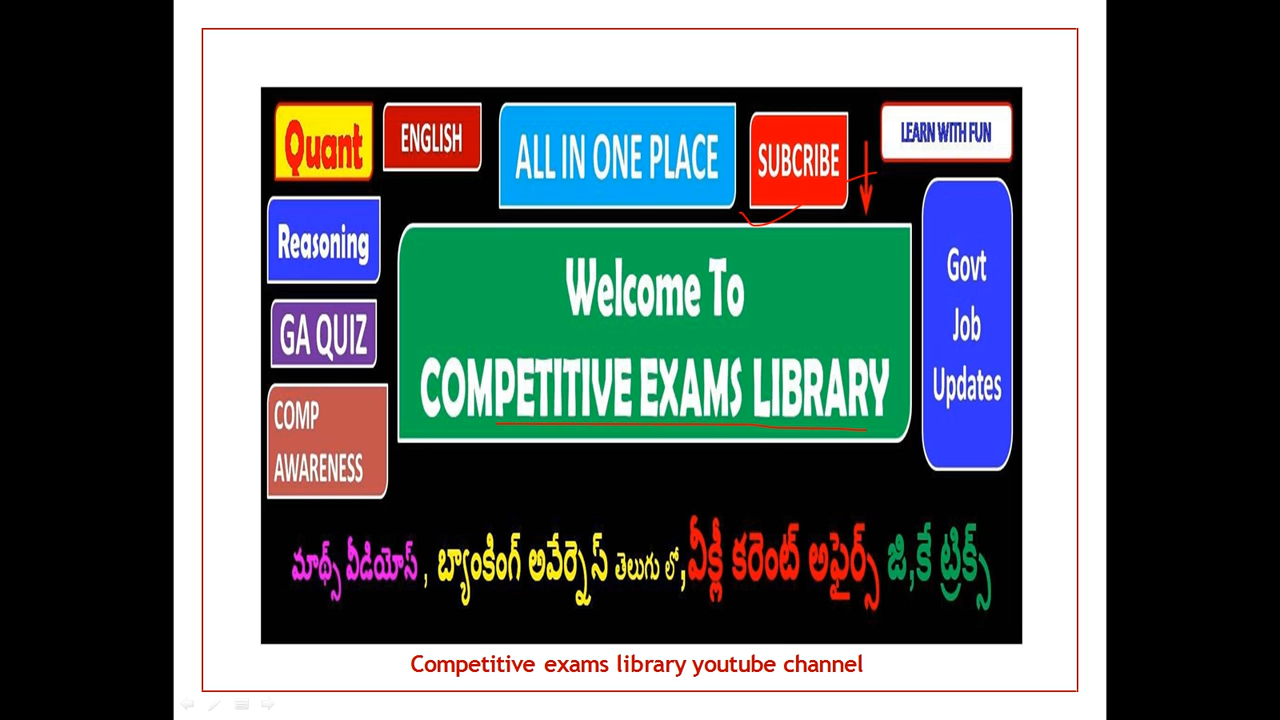 Quant
ENGLISH
ALL IN ONE PLACE
SUBCRIBE
LEARN WITH FUN
Reasoning
GA QUIZ
COMP
AWARENESS
Welcome To
COMPETITIVE EXAMS LIBRARY
Govt
Job
Updates
మాథ్స్ వీడియోస్ , బ్యాంకింగ్ అవేర్నెస్ తెలుగు లో,వీక్లీ కరెంట్ అఫైర్స్ జి,కే ట్రిక్స్
Competitive exams library youtube channel